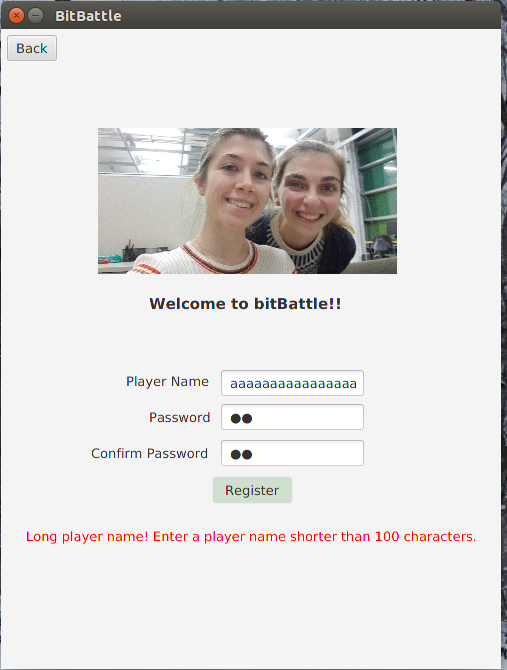 BitBattle
Back
Welcome to bitBattle!!
Player Name aaaaaaaaaaaaaaaa
Password ●●
Confirm Password ●●
Register
Long player name! Enter a player name shorter than 100 characters.